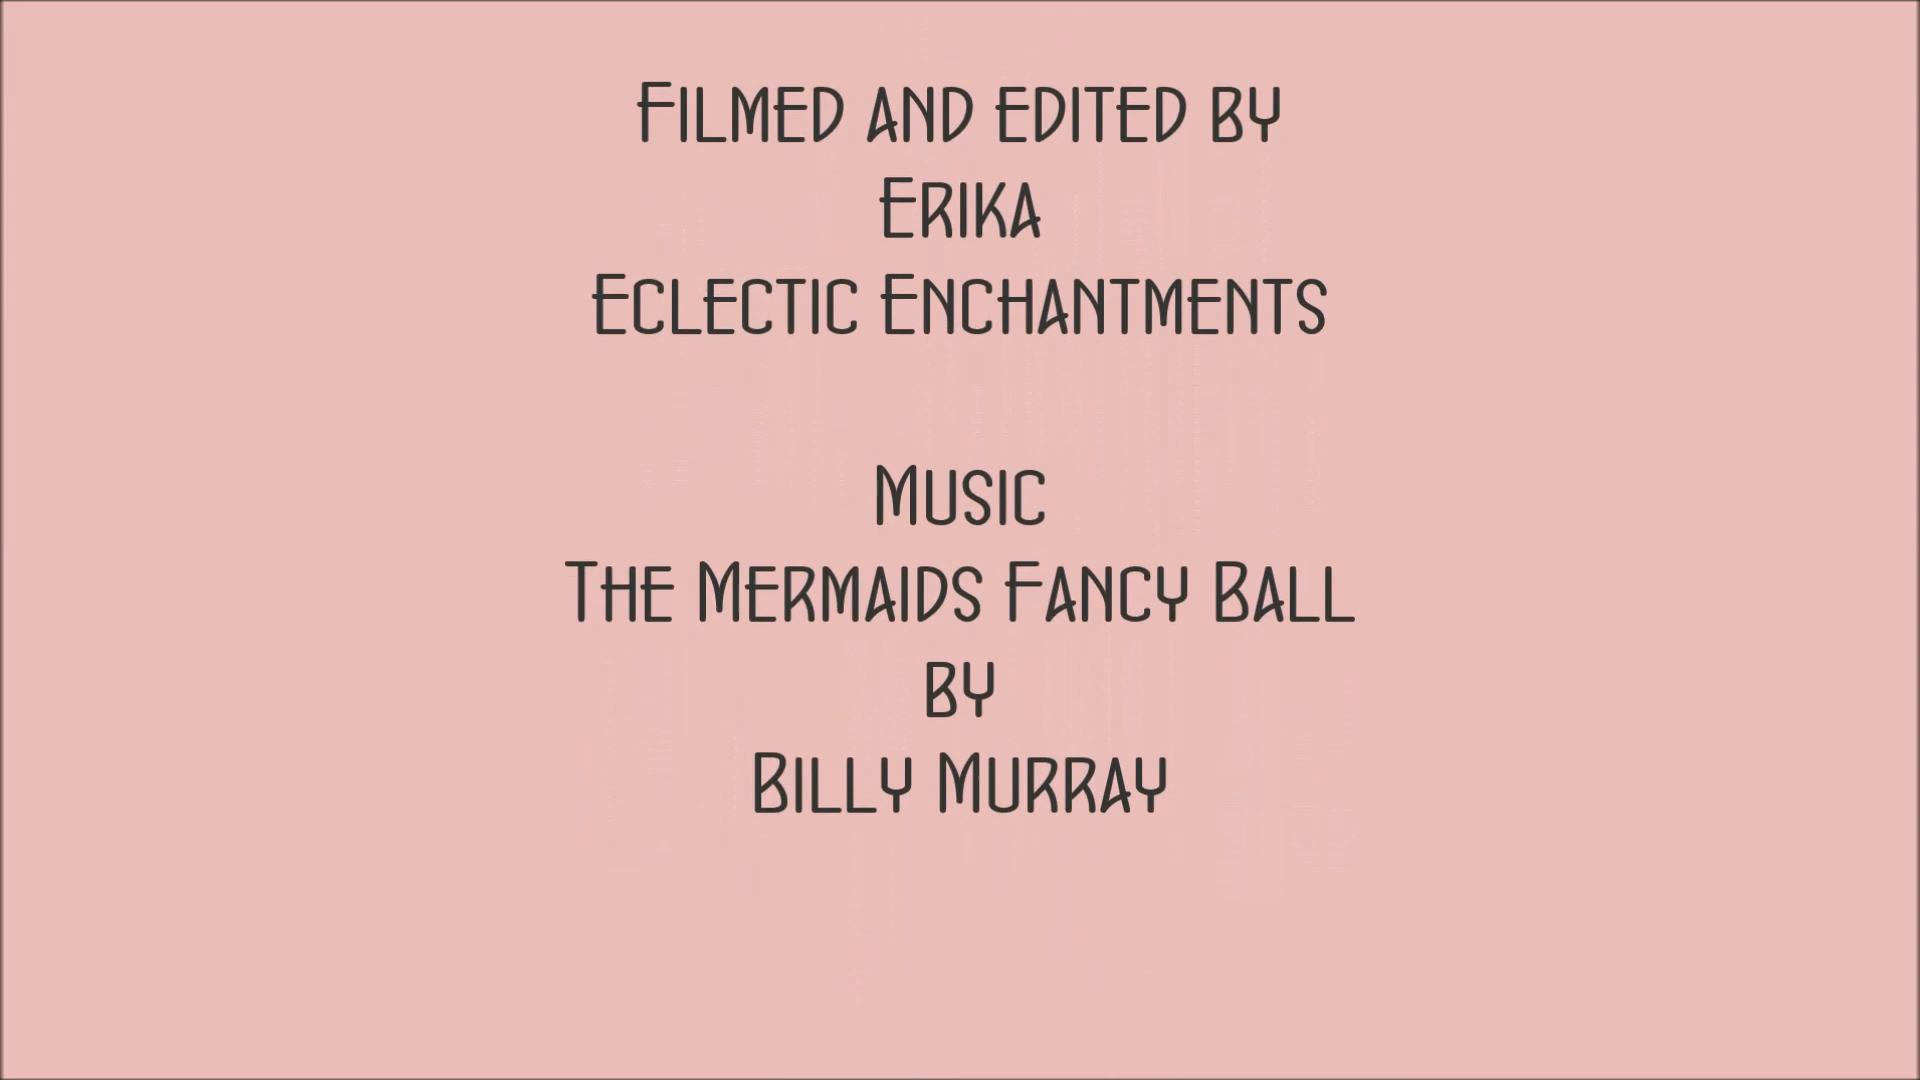 Filmed and edited by
Erika
Eclectic Enchantments
Music
The Mermaids Fancy Ball
by
Billy Murray